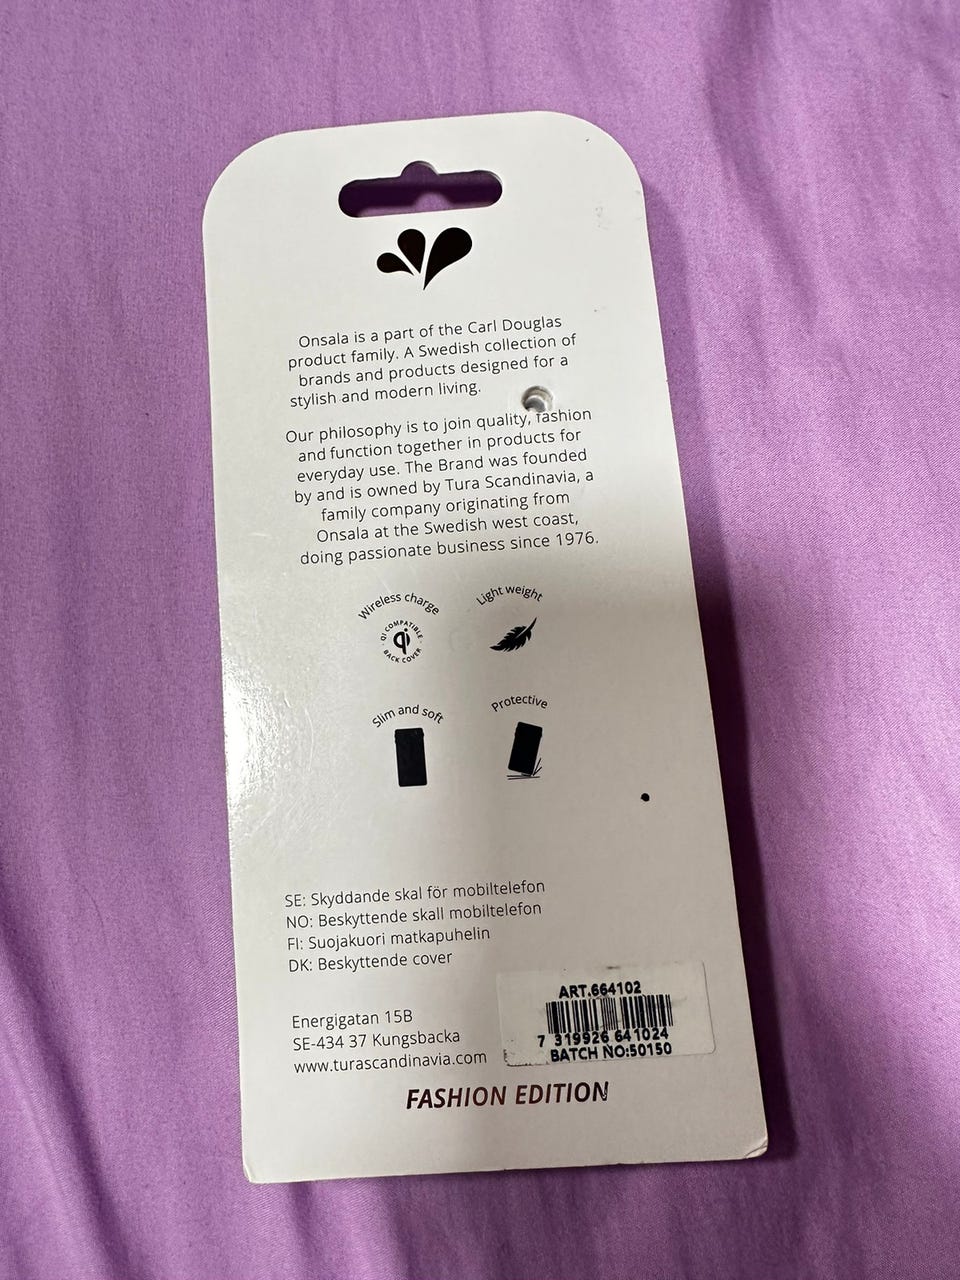 Onsala is a part of the Carl Douglas
product family. A Swedish collection of
brands and products designed for a
stylish and modern living.
Our philosophy is to join quality, fashion
and function together in products for
everyday use. The Brand was founded
by and is owned by Tura Scandinavia, a
family company originating from
Onsala at the Swedish west coast,
doing passionate business since 1976.
Wireless charge
QI COMPATIBLE
qi
BACK COVER
Light weight
Slim and soft
Protective
SE: Skyddande skal för mobiltelefon
NO: Beskyttende skall mobiltelefon
FI: Suojakuori matkapuhelin
DK: Beskyttende cover
Energigatan 15B
SE-434 37 Kungsbacka
www.turascandinavia.com
ART.664102
7 319926 641024
BATCH NO:50150
FASHION EDITION